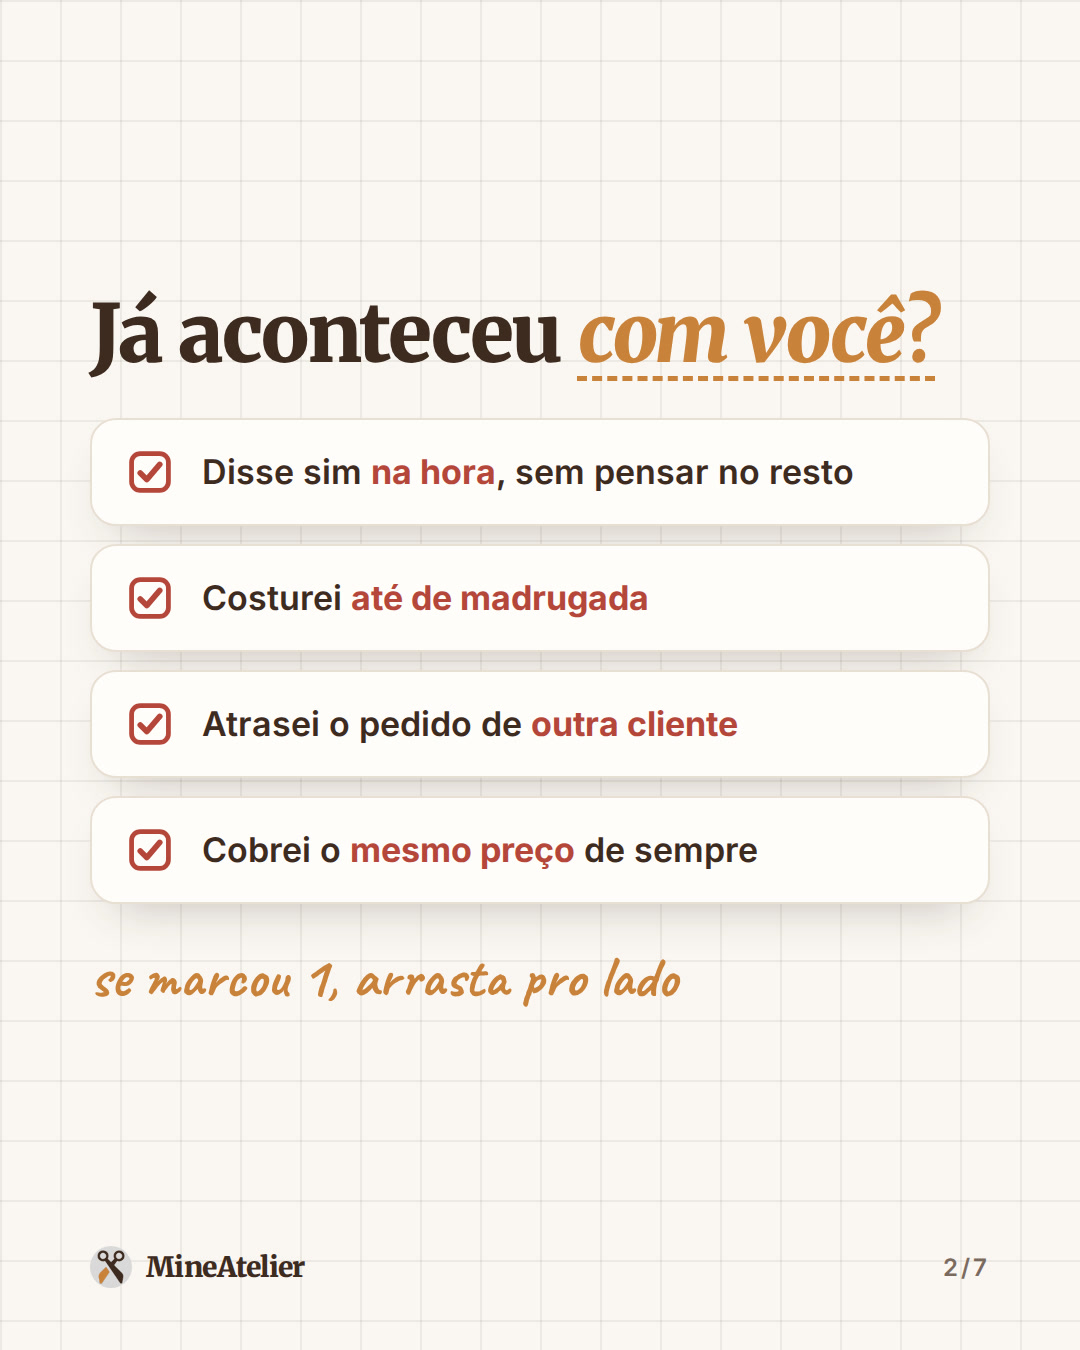 Já aconteceu com você?
Disse sim na hora, sem pensar no resto
Costurei até de madrugada
Atrasei o pedido de outra cliente
Cobrei o mesmo preço de sempre
se marcou 1, arrasta pro lado
MineAtelier
2/7